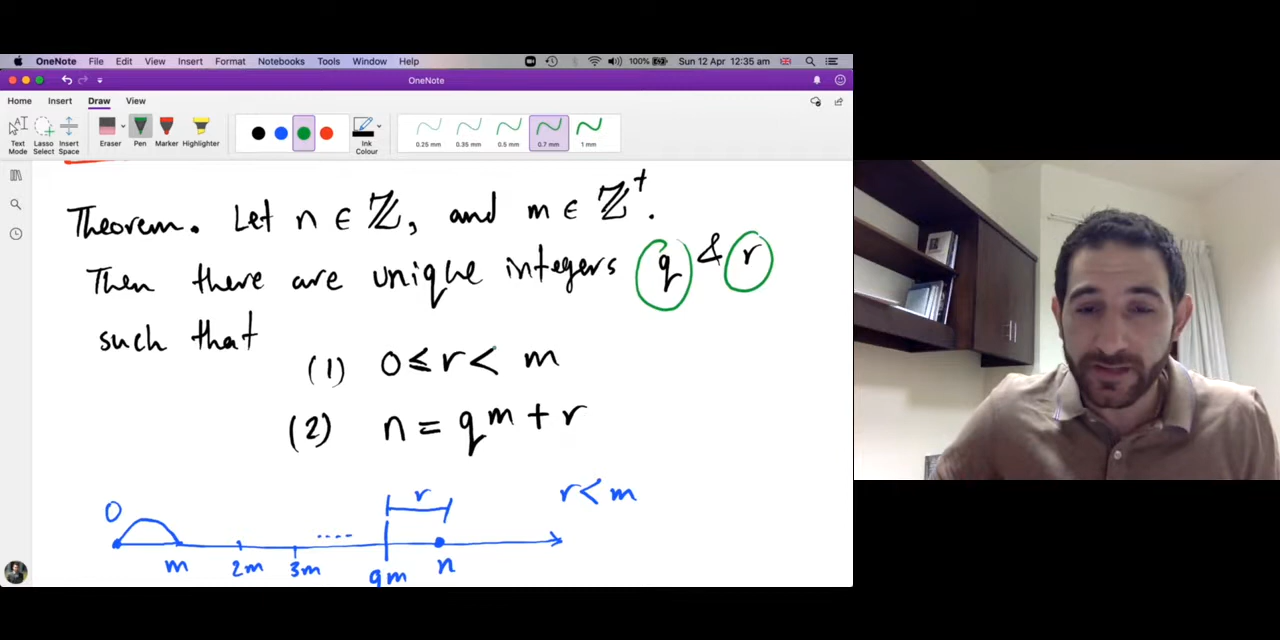 OneNote File Edit View Insert Format Notebooks Tools Window Help 100% Sun 12 Apr 12:35 am
OneNote
Home Insert Draw View
Text Mode Lasso Select Insert Space Eraser Pen Marker Highlighter Ink Colour 0.25 mm 0.35 mm 0.5 mm 0.7 mm 1 mm
Theorem. Let n ∈ ℤ, and m ∈ ℤ⁺.
Then there are unique integers q & r
such that
(1) 0 ≤ r < m
(2) n = qm + r
0 r r < m
m 2m 3m .... qm n